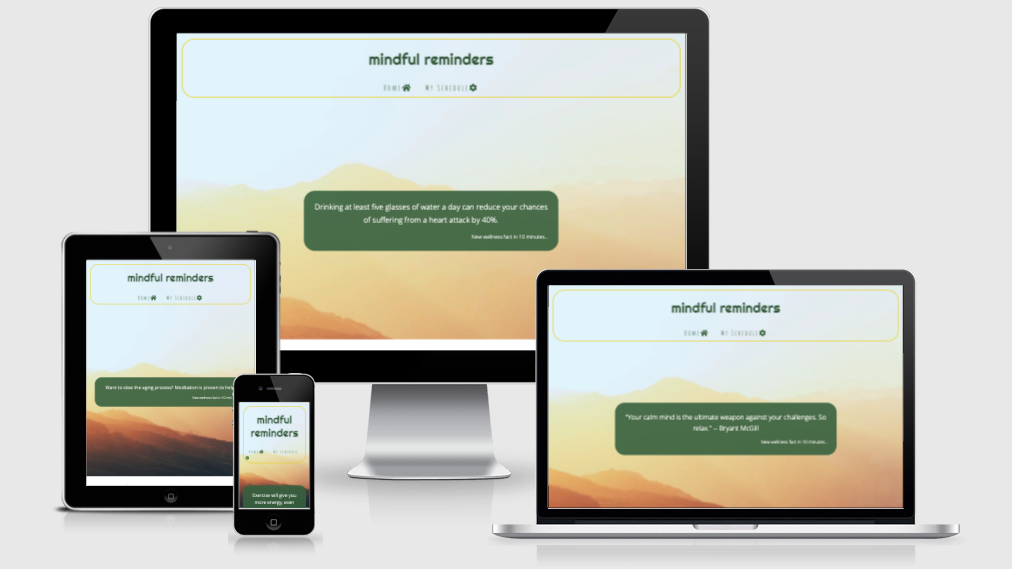 mindful reminders
Home My Schedule
Drinking at least five glasses of water a day can reduce your chances
of suffering from a heart attack by 40%.
New wellness fact in 10 minutes...
mindful reminders
Home My Schedule
Want to slow the aging process? Meditation is proven to help
New wellness fact in 10
mindful
reminders
Home My Schedule
Exercise will give you
more energy, even
mindful reminders
Home My Schedule
"Your calm mind is the ultimate weapon against your challenges. So
relax." – Bryant McGill
New wellness fact in 10 minutes...